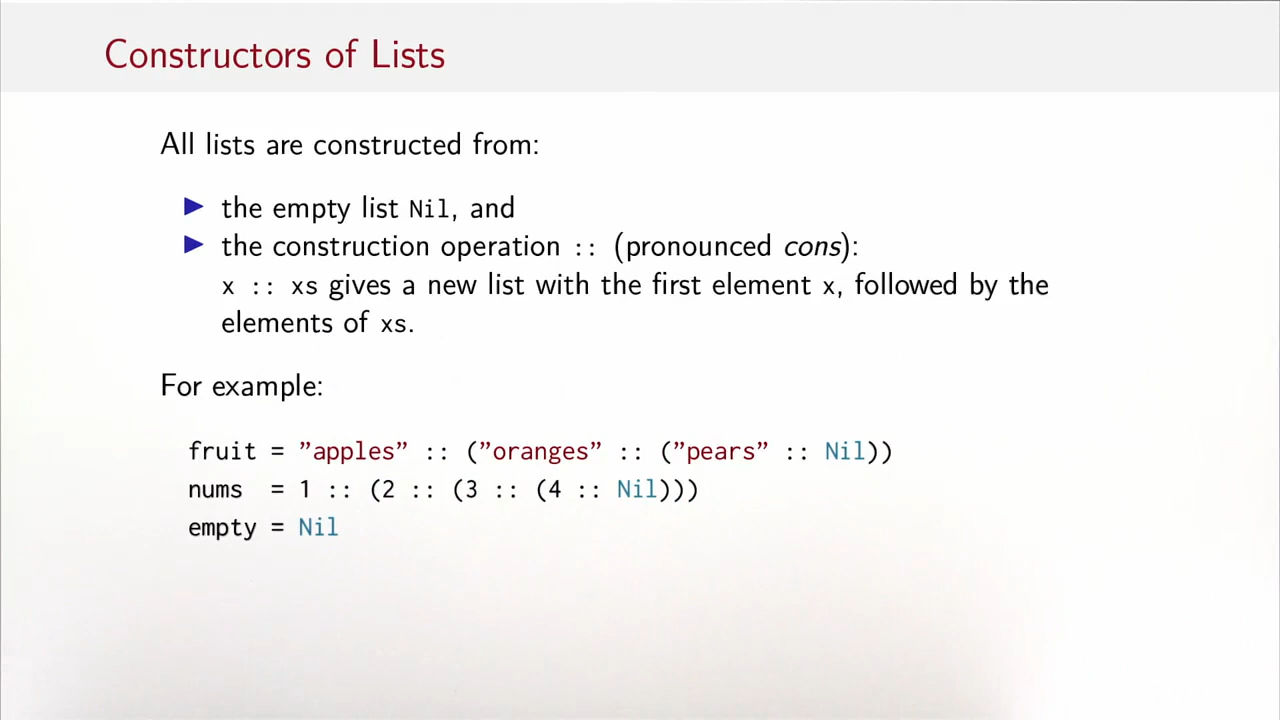 Constructors of Lists
All lists are constructed from:
▶ the empty list Nil, and
▶ the construction operation :: (pronounced cons):
x :: xs gives a new list with the first element x, followed by the
elements of xs.
For example:
fruit = ”apples” :: (”oranges” :: (”pears” :: Nil))
nums  = 1 :: (2 :: (3 :: (4 :: Nil)))
empty = Nil